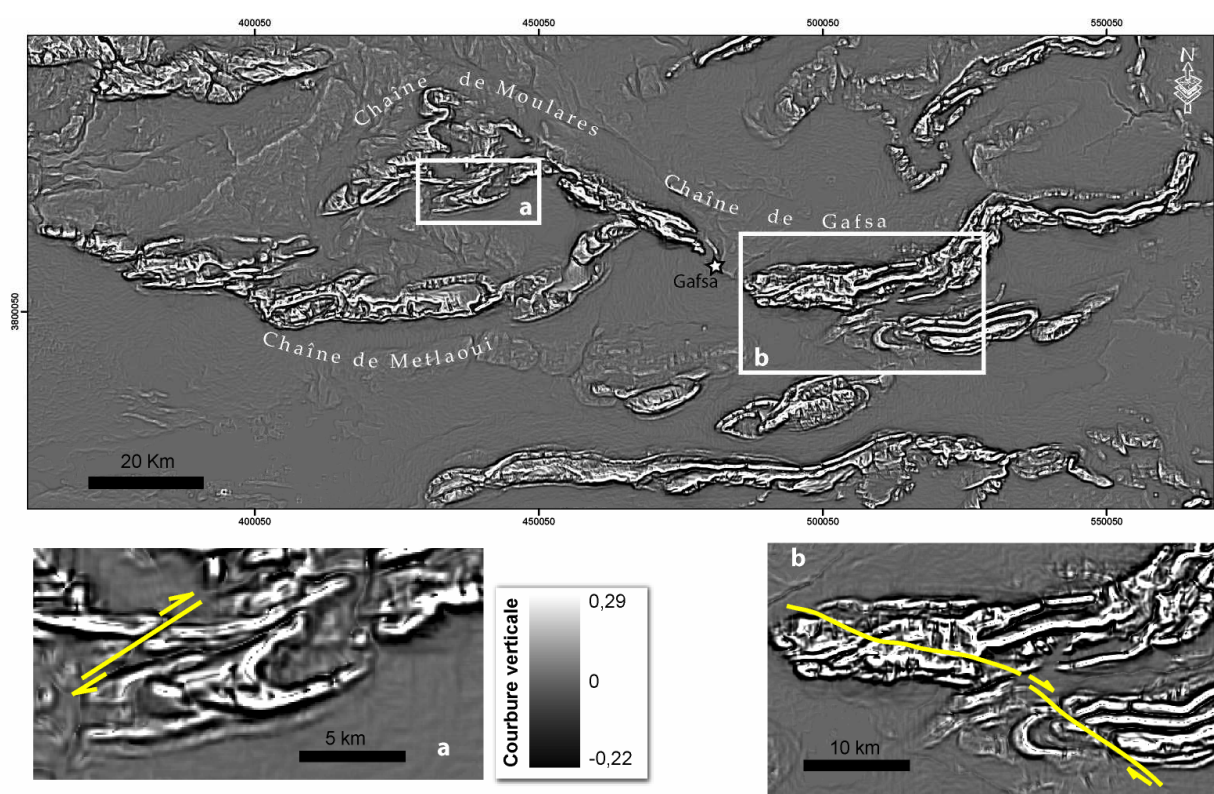 400050 450050 500050 550050
N
Chaîne de Moulares
a
Chaîne de Gafsa
Gafsa
3800050
b
Chaîne de Metlaoui
20 Km
400050 450050 500050 550050
b
Courbure verticale
0,29
0
-0,22
5 km
a
10 km